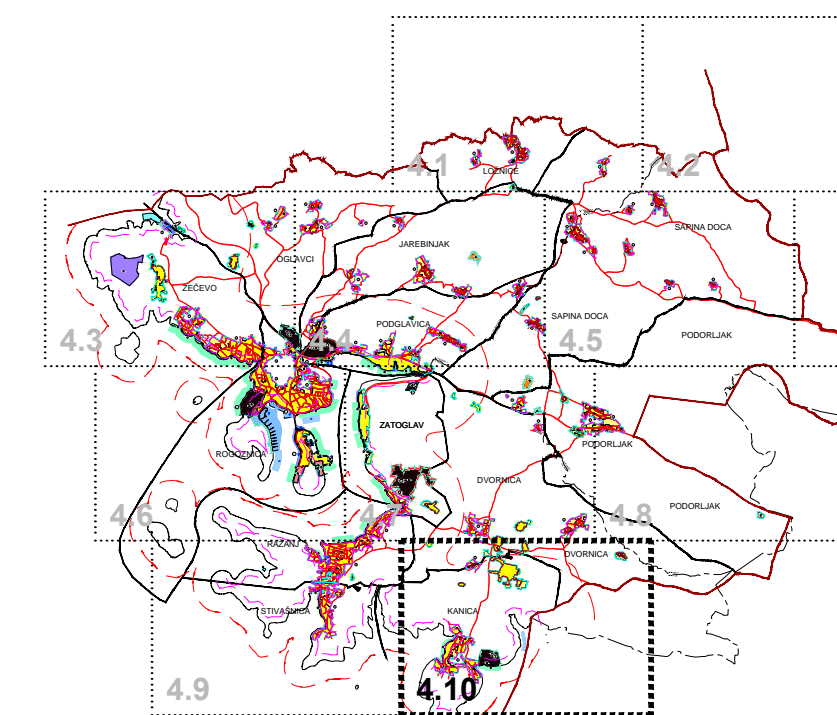 4.1
4.2
LOZNICE
SAPINA DOCA
JAREBINJAK
OGLAVCI
ZEČEVO
SAPINA DOCA
PODGLAVICA
4.3
4.4
4.5
PODORLJAK
ZATOGLAV
PODORLJAK
ROGOZNICA
DVORNICA
4.6
4.7
4.8
PODORLJAK
RAŽANJ
DVORNICA
STIVAŠNICA
KANICA
4.9
4.10